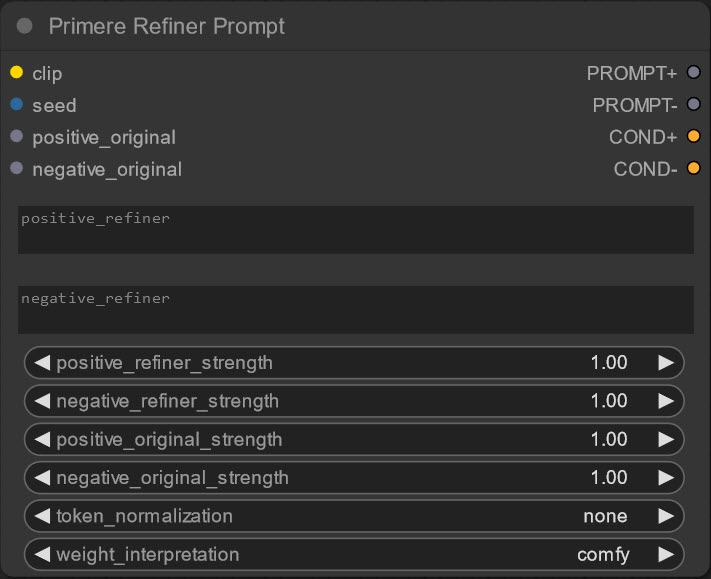 Primere Refiner Prompt
clip PROMPT+
seed PROMPT-
positive_original COND+
negative_original COND-
positive_refiner
negative_refiner
positive_refiner_strength 1.00
negative_refiner_strength 1.00
positive_original_strength 1.00
negative_original_strength 1.00
token_normalization none
weight_interpretation comfy